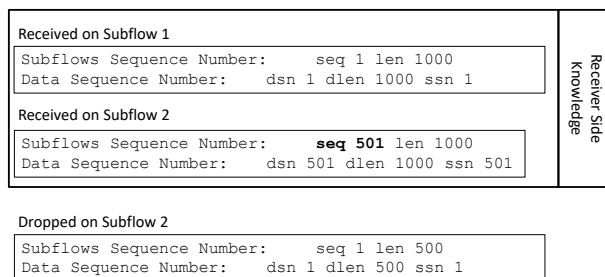 Received on Subflow 1
Subflows Sequence Number: seq 1 len 1000
Data Sequence Number: dsn 1 dlen 1000 ssn 1
Received on Subflow 2
Subflows Sequence Number: seq 501 len 1000
Data Sequence Number: dsn 501 dlen 1000 ssn 501
Receiver Side
Knowledge
Dropped on Subflow 2
Subflows Sequence Number: seq 1 len 500
Data Sequence Number: dsn 1 dlen 500 ssn 1